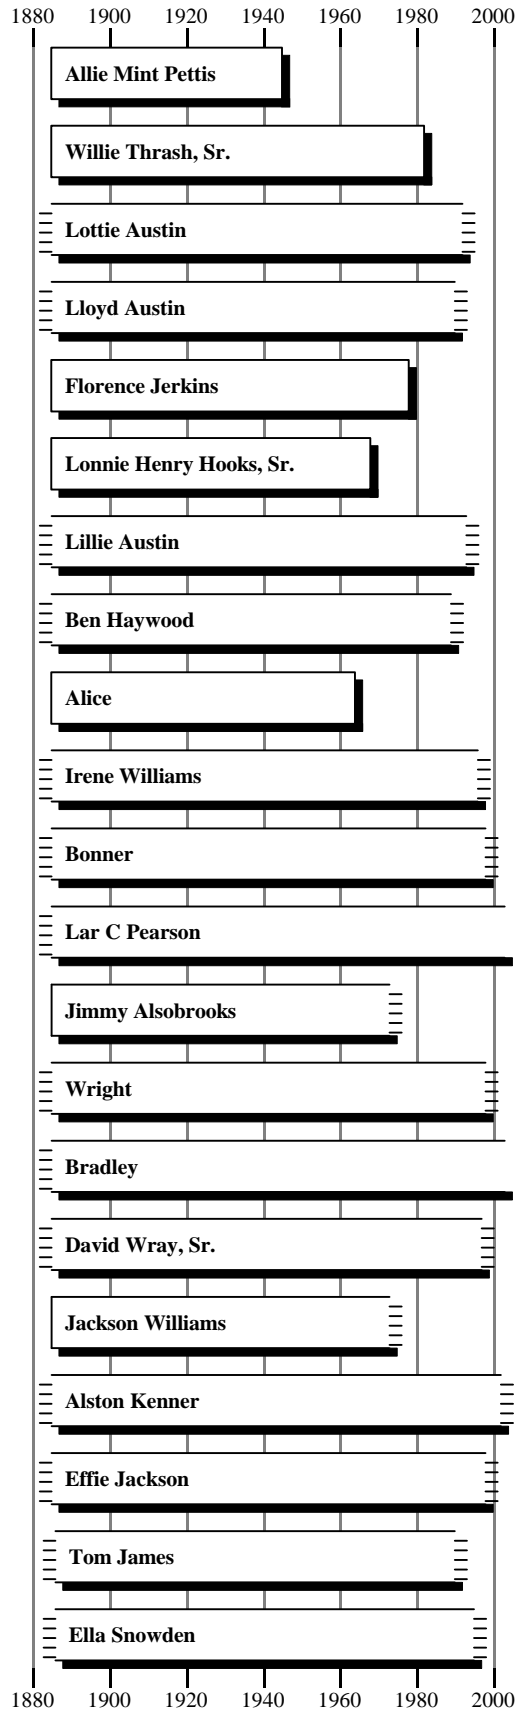 1880 1900 1920 1940 1960 1980 2000
Allie Mint Pettis
Willie Thrash, Sr.
Lottie Austin
Lloyd Austin
Florence Jerkins
Lonnie Henry Hooks, Sr.
Lillie Austin
Ben Haywood
Alice
Irene Williams
Bonner
Lar C Pearson
Jimmy Alsobrooks
Wright
Bradley
David Wray, Sr.
Jackson Williams
Alston Kenner
Effie Jackson
Tom James
Ella Snowden
1880 1900 1920 1940 1960 1980 2000